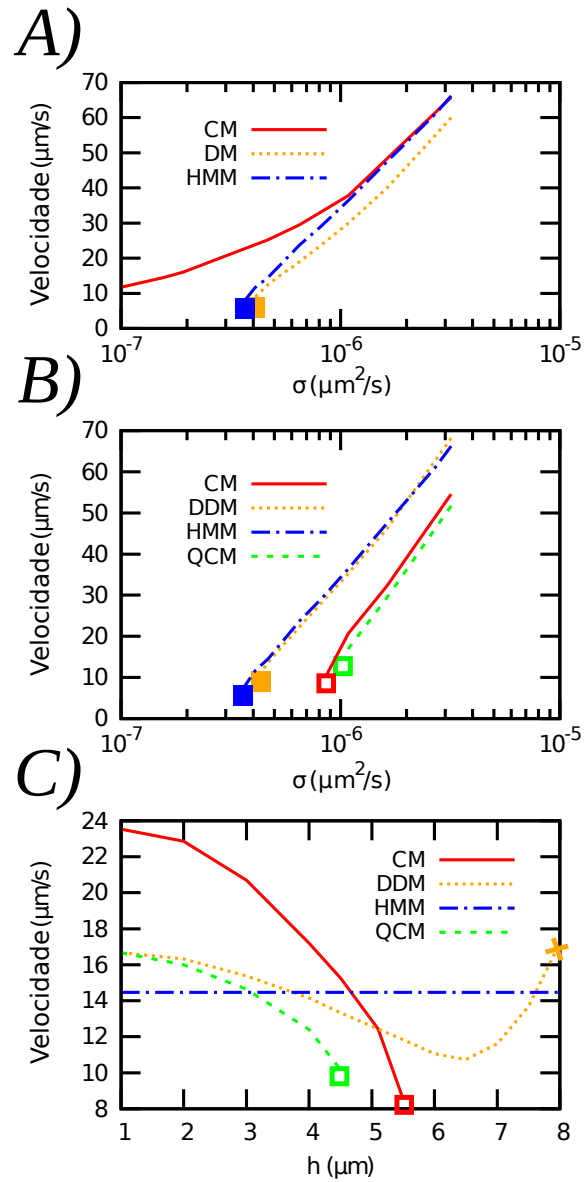 A)
Velocidade (μm/s)
70
60
50
40
30
20
10
0
CM
DM
HMM
10-7
10-6
10-5
σ (μm2/s)
B)
Velocidade (μm/s)
70
60
50
40
30
20
10
0
CM
DDM
HMM
QCM
10-7
10-6
10-5
σ (μm2/s)
C)
Velocidade (μm/s)
24
22
20
18
16
14
12
10
8
CM
DDM
HMM
QCM
1 2 3 4 5 6 7 8
h (μm)